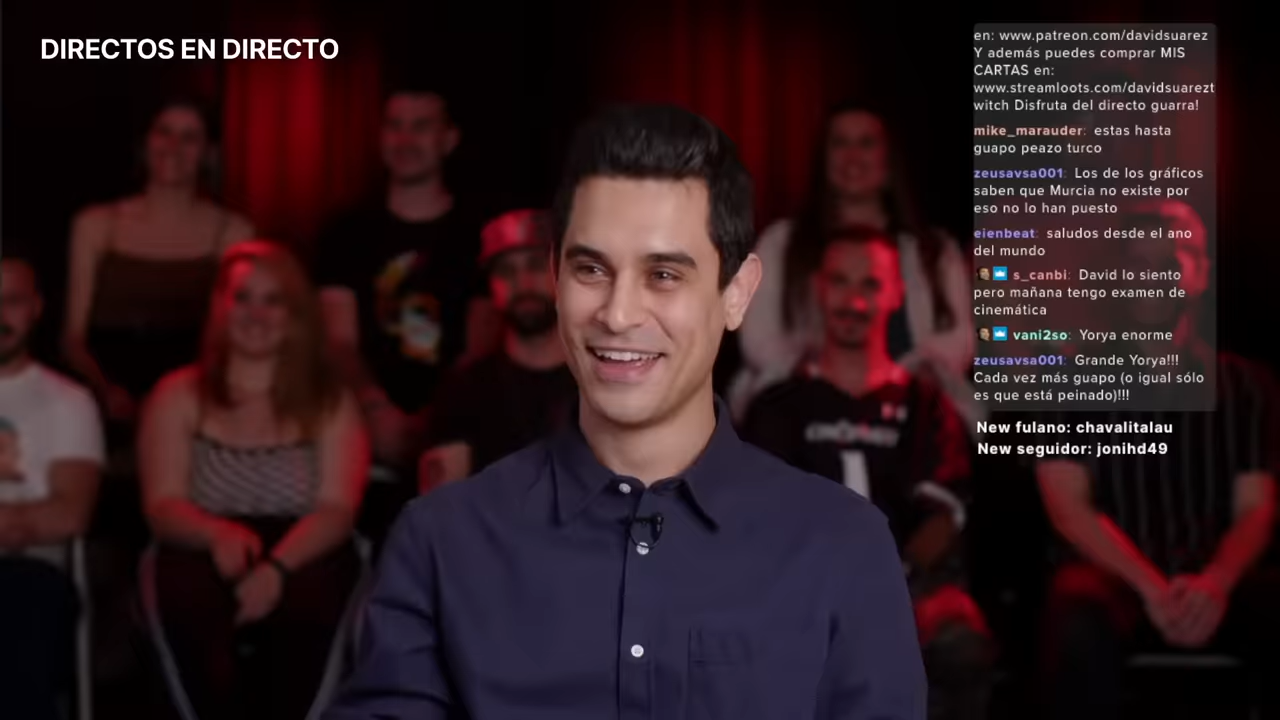 DIRECTOS EN DIRECTO
en: www.patreon.com/davidsuarez
Y además puedes comprar MIS
CARTAS en:
www.streamloots.com/davidsuarezt
witch Disfruta del directo guarra!
mike_marauder: estas hasta
guapo peazo turco
zeusavsa001: Los de los gráficos
saben que Murcia no existe por
eso no lo han puesto
eienbeat: saludos desde el ano
del mundo
s_canbi: David lo siento
pero mañana tengo examen de
cinemática
vani2so: Yorya enorme
zeusavsa001: Grande Yorya!!!
Cada vez más guapo (o igual sólo
es que está peinado)!!!
New fulano: chavalitalau
New seguidor: jonihd49